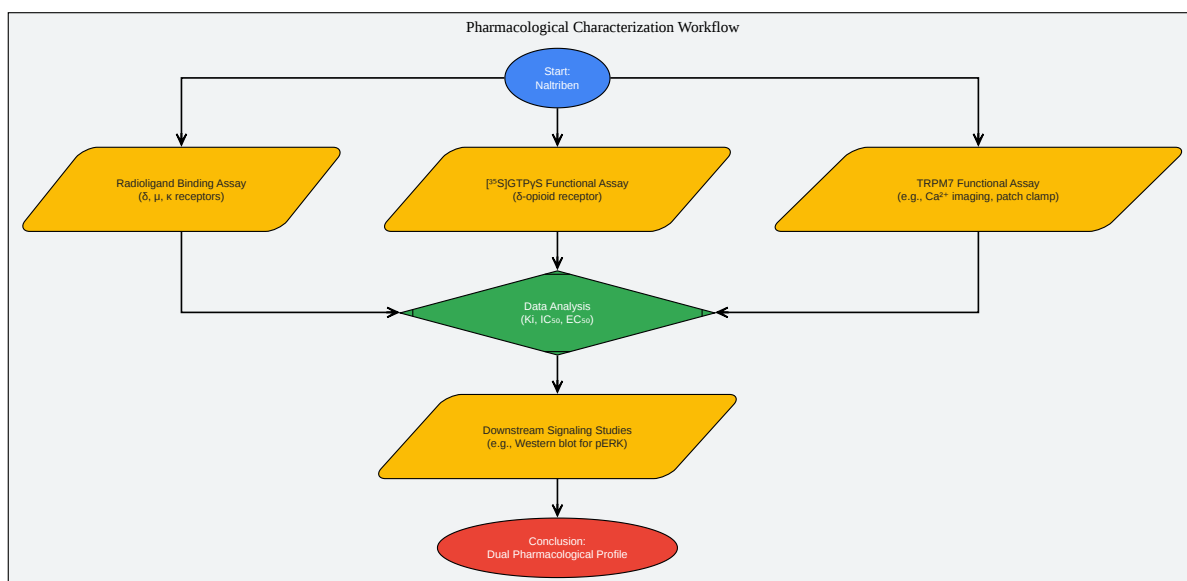 Pharmacological Characterization Workflow
Start:
Naltriben
Radioligand Binding Assay
(δ, μ, κ receptors)
[³⁵S]GTPγS Functional Assay
(δ-opioid receptor)
TRPM7 Functional Assay
(e.g., Ca²⁺ imaging, patch clamp)
Data Analysis
(Ki, IC₅₀, EC₅₀)
Downstream Signaling Studies
(e.g., Western blot for pERK)
Conclusion:
Dual Pharmacological Profile